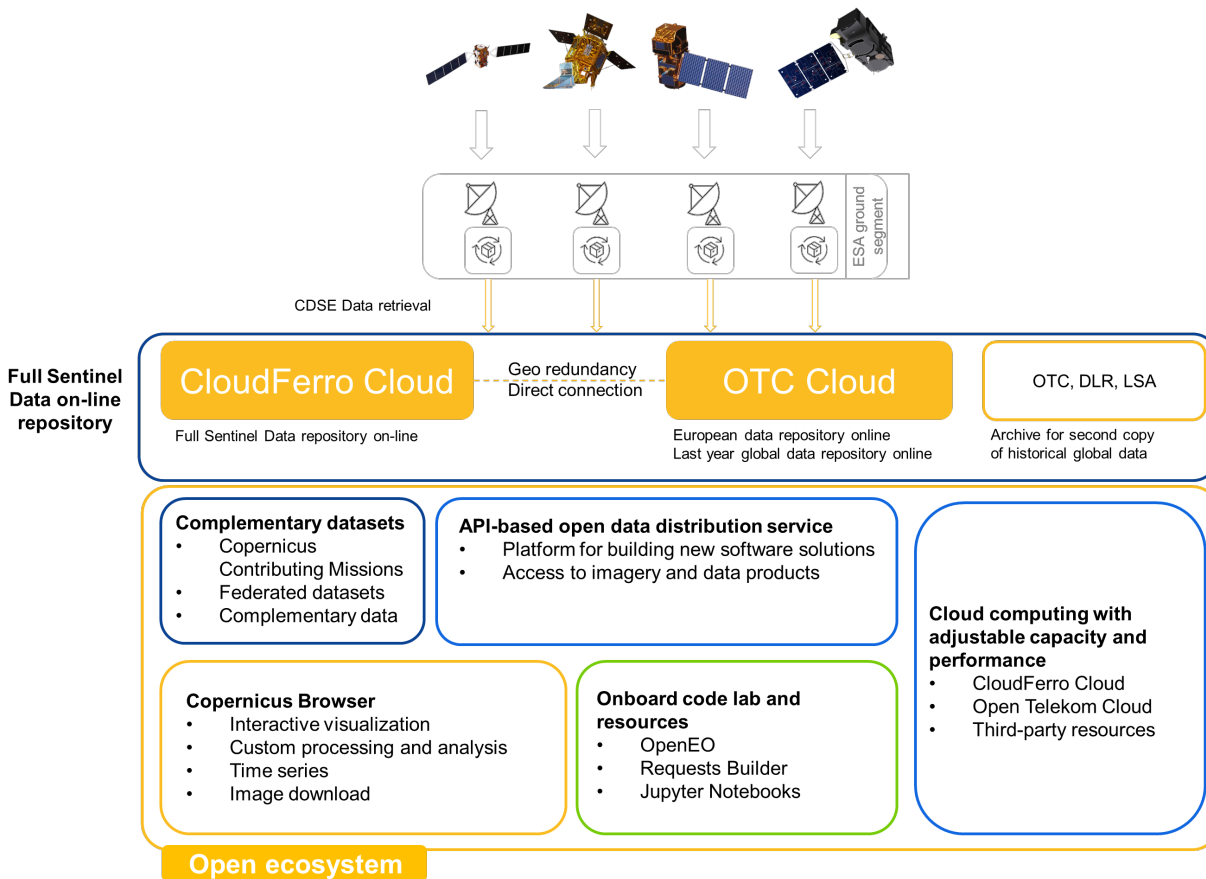 ESA ground
segment
CDSE Data retrieval
Full Sentinel
Data on-line
repository
CloudFerro Cloud
Geo redundancy
Direct connection
OTC Cloud
OTC, DLR, LSA
Full Sentinel Data repository on-line
European data repository online
Last year global data repository online
Archive for second copy
of historical global data
Complementary datasets
• Copernicus
Contributing Missions
• Federated datasets
• Complementary data
API-based open data distribution service
• Platform for building new software solutions
• Access to imagery and data products
Cloud computing with
adjustable capacity and
performance
• CloudFerro Cloud
• Open Telekom Cloud
• Third-party resources
Copernicus Browser
• Interactive visualization
• Custom processing and analysis
• Time series
• Image download
Onboard code lab and
resources
• OpenEO
• Requests Builder
• Jupyter Notebooks
Open ecosystem